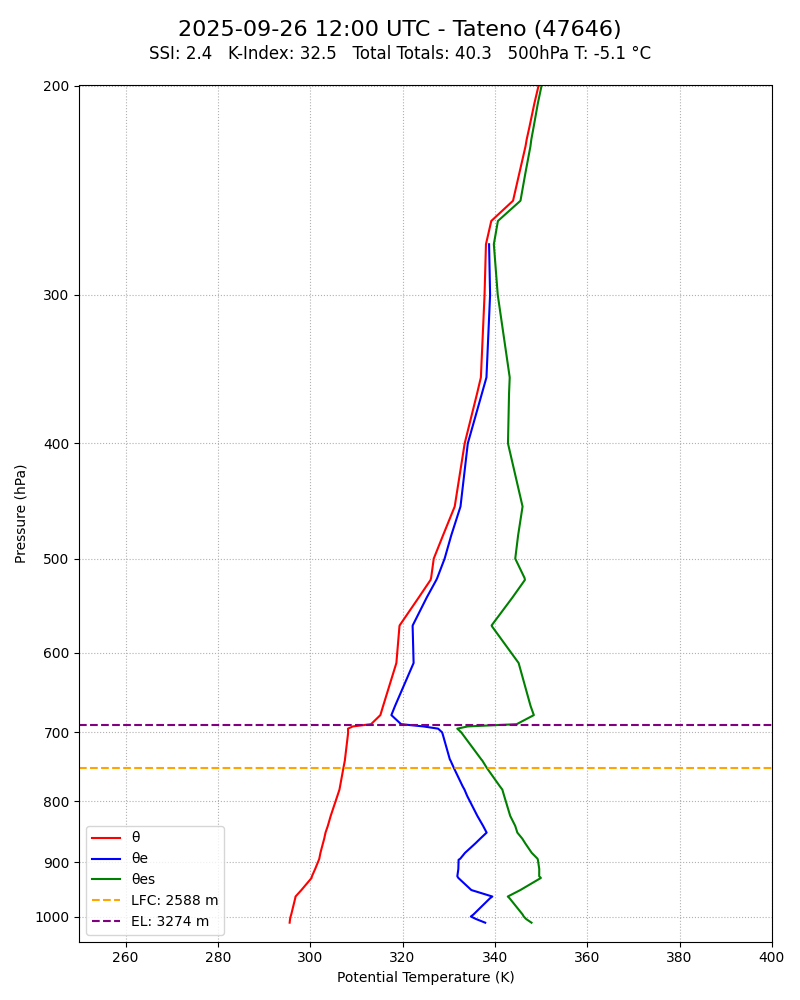 2025-09-26 12:00 UTC - Tateno (47646)
SSI: 2.4   K-Index: 32.5   Total Totals: 40.3   500hPa T: -5.1 °C
200
300
400
500
600
700
800
900
1000
Pressure (hPa)
θ
θe
θes
LFC: 2588 m
EL: 3274 m
260
280
300
320
340
360
380
400
Potential Temperature (K)